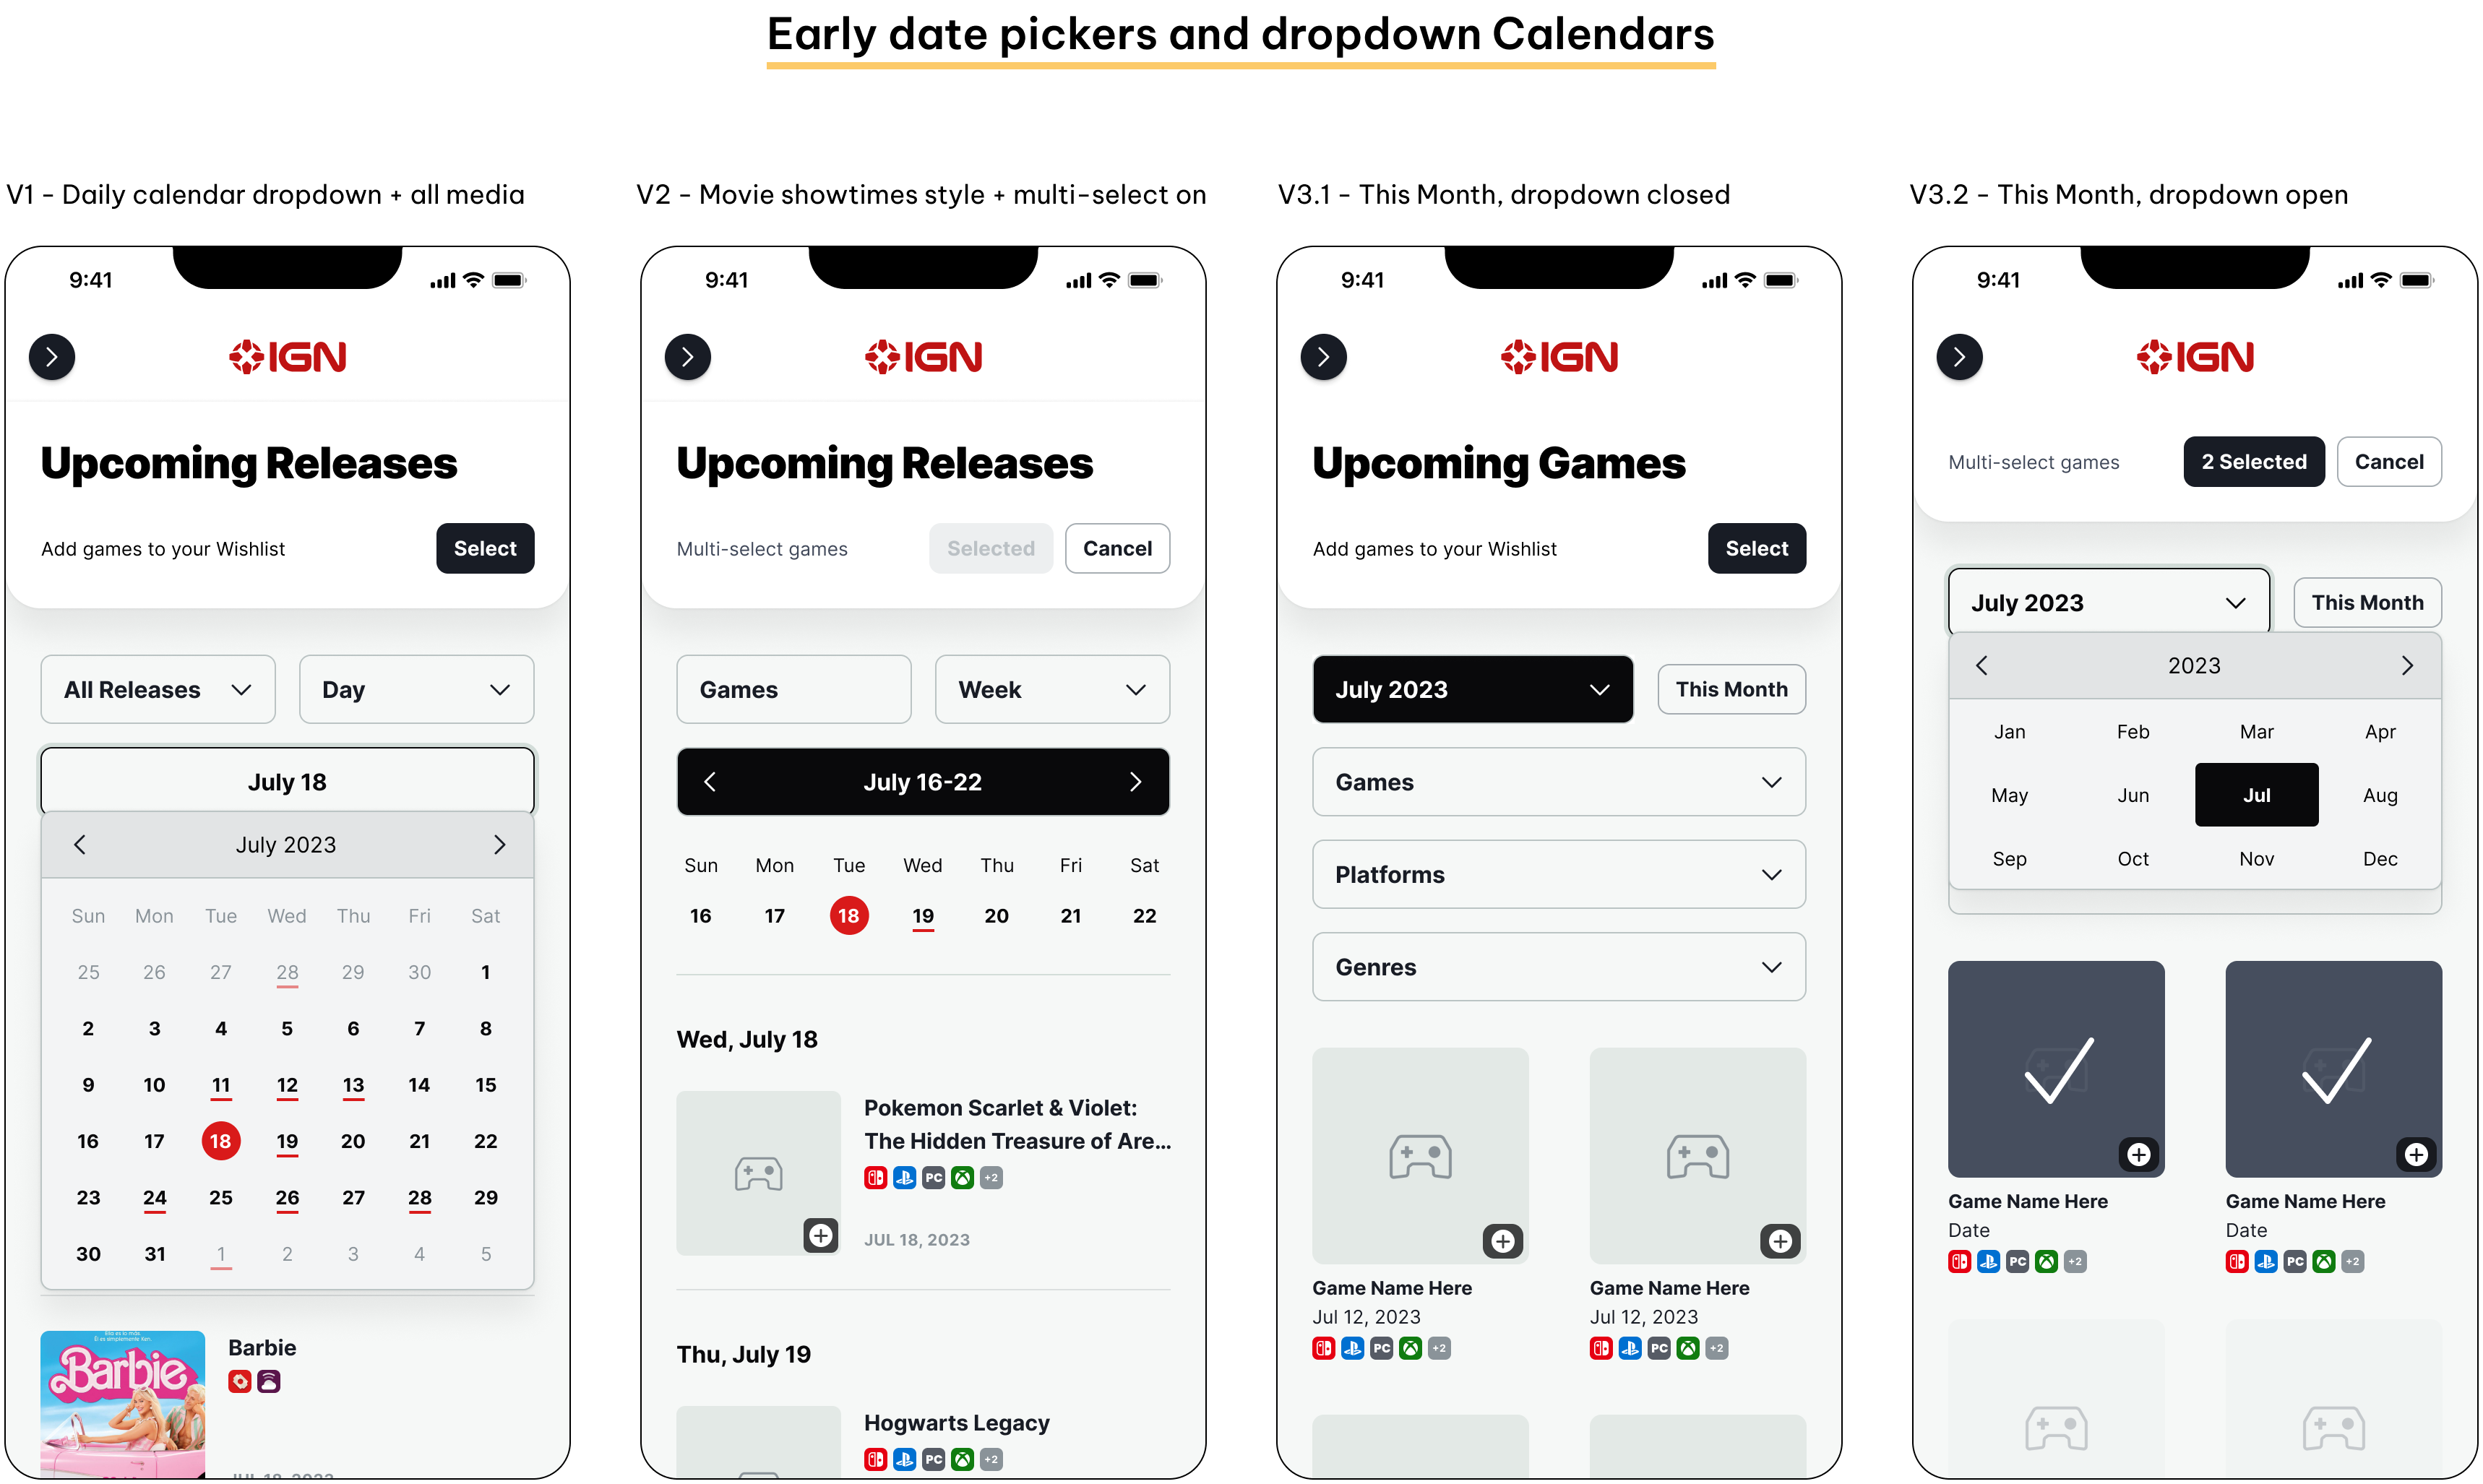 Early date pickers and dropdown Calendars
V1 - Daily calendar dropdown + all media
9:41
IGN
Upcoming Releases
Add games to your Wishlist
Select
All Releases
Day
July 18
July 2023
Sun Mon Tue Wed Thu Fri Sat
25 26 27 28 29 30 1
2 3 4 5 6 7 8
9 10 11 12 13 14 15
16 17 18 19 20 21 22
23 24 25 26 27 28 29
30 31 1 2 3 4 5
Barbie
Barbie
JUL 18, 2023
V2 - Movie showtimes style + multi-select on
9:41
IGN
Upcoming Releases
Multi-select games
Selected
Cancel
Games
Week
July 16-22
Sun Mon Tue Wed Thu Fri Sat
16 17 18 19 20 21 22
Wed, July 18
Pokemon Scarlet & Violet:
The Hidden Treasure of Are...
PC +2
JUL 18, 2023
Thu, July 19
Hogwarts Legacy
PC +2
V3.1 - This Month, dropdown closed
9:41
IGN
Upcoming Games
Add games to your Wishlist
Select
July 2023
This Month
Games
Platforms
Genres
Game Name Here
Jul 12, 2023
PC +2
Game Name Here
Jul 12, 2023
PC +2
V3.2 - This Month, dropdown open
9:41
IGN
Multi-select games
2 Selected
Cancel
July 2023
This Month
2023
Jan Feb Mar Apr
May Jun Jul Aug
Sep Oct Nov Dec
Game Name Here
Date
PC +2
Game Name Here
Date
PC +2